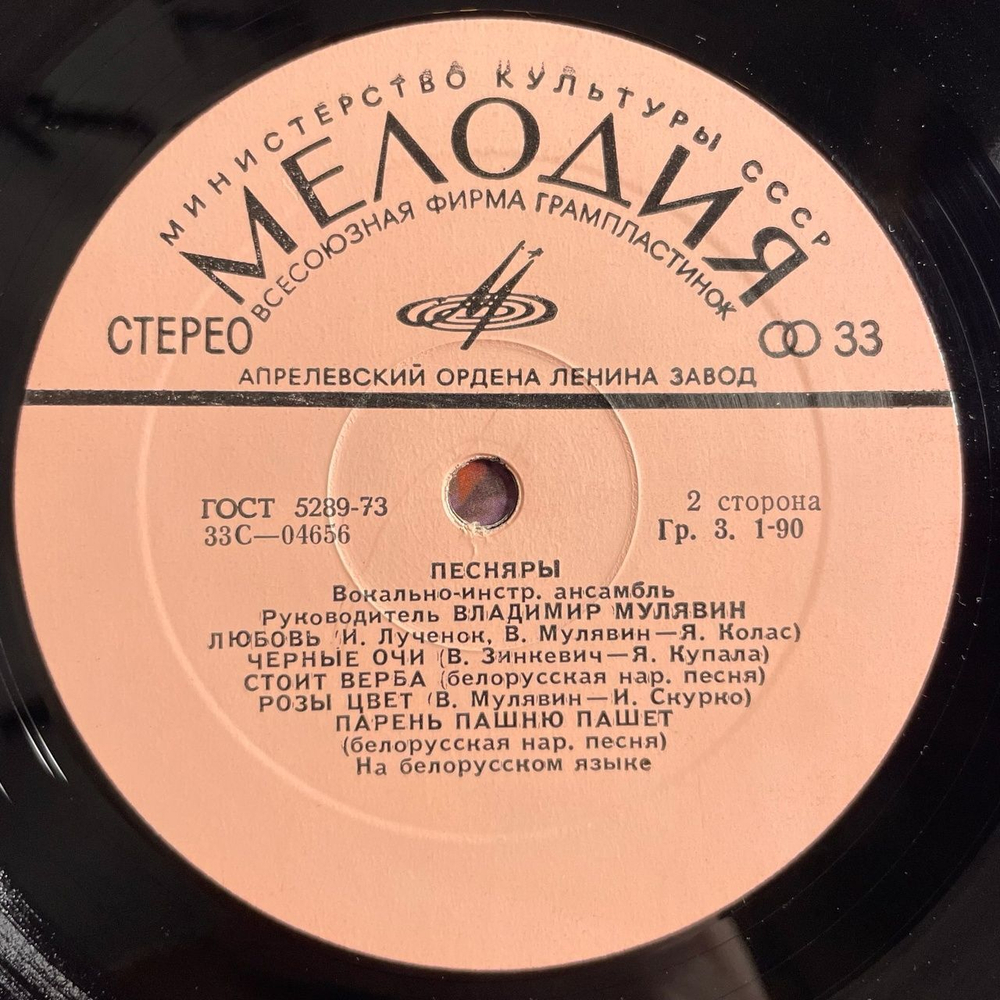 МИНИСТЕРСТВО КУЛЬТУРЫ СССР
МЕЛОДИЯ
ВСЕСОЮЗНАЯ ФИРМА ГРАМПЛАСТИНОК
СТЕРЕО
33
АПРЕЛЕВСКИЙ ОРДЕНА ЛЕНИНА ЗАВОД
ГОСТ 5289-73
2 сторона
33С—04656
Гр. 3. 1-90
ПЕСНЯРЫ
Вокально-инстр. ансамбль
Руководитель ВЛАДИМИР МУЛЯВИН
ЛЮБОВЬ (И. Лученок, В. Мулявин—Я. Колас)
ЧЕРНЫЕ ОЧИ (В. Зинкевич—Я. Купала)
СТОИТ ВЕРБА (белорусская нар. песня)
РОЗЫ ЦВЕТ (В. Мулявин—И. Скурко)
ПАРЕНЬ ПАШНЮ ПАШЕТ
(белорусская нар. песня)
На белорусском языке